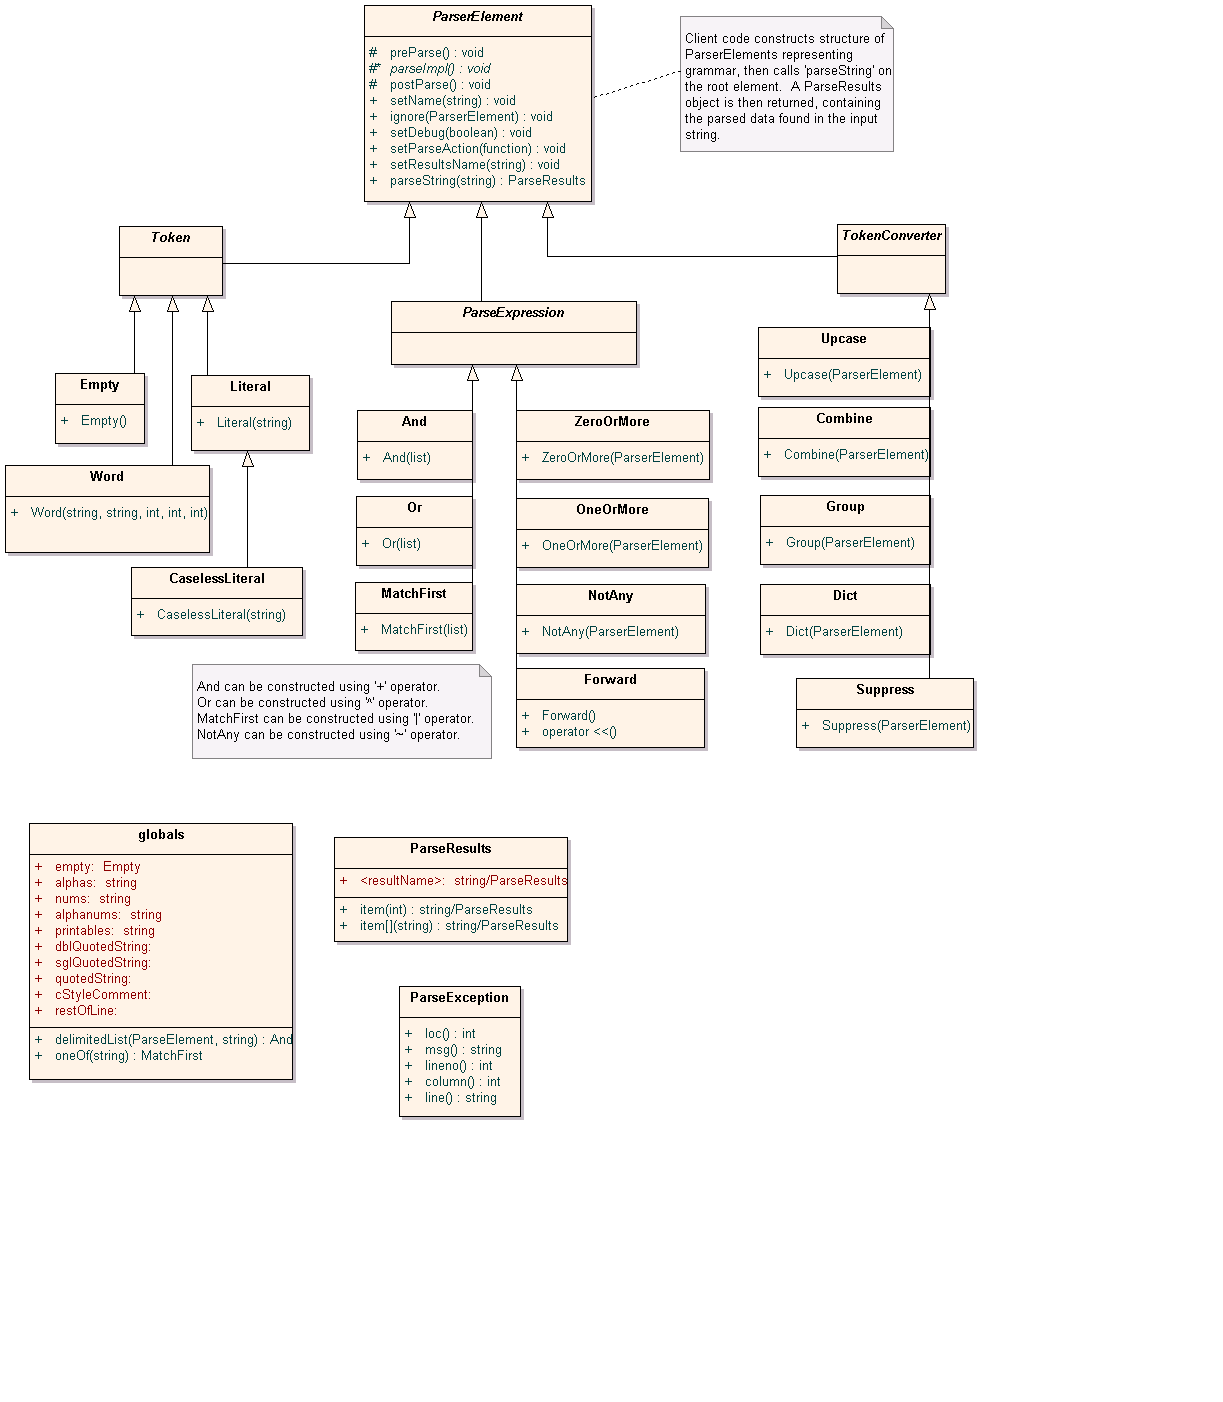 ParserElement
# preParse() : void
#* parseImpl() : void
# postParse() : void
+ setName(string) : void
+ ignore(ParserElement) : void
+ setDebug(boolean) : void
+ setParseAction(function) : void
+ setResultsName(string) : void
+ parseString(string) : ParseResults
Client code constructs structure of
ParserElements representing
grammar, then calls 'parseString' on
the root element.  A ParseResults
object is then returned, containing
the parsed data found in the input
string.
Token
TokenConverter
ParseExpression
Empty
+ Empty()
Literal
+ Literal(string)
Word
+ Word(string, string, int, int, int)
CaselessLiteral
+ CaselessLiteral(string)
And
+ And(list)
Or
+ Or(list)
MatchFirst
+ MatchFirst(list)
ZeroOrMore
+ ZeroOrMore(ParserElement)
OneOrMore
+ OneOrMore(ParserElement)
NotAny
+ NotAny(ParserElement)
Forward
+ Forward()
+ operator <<()
Upcase
+ Upcase(ParserElement)
Combine
+ Combine(ParserElement)
Group
+ Group(ParserElement)
Dict
+ Dict(ParserElement)
Suppress
+ Suppress(ParserElement)
And can be constructed using '+' operator.
Or can be constructed using '^' operator.
MatchFirst can be constructed using '|' operator.
NotAny can be constructed using '~' operator.
globals
+ empty:  Empty
+ alphas:  string
+ nums:  string
+ alphanums:  string
+ printables:  string
+ dblQuotedString:
+ sglQuotedString:
+ quotedString:
+ cStyleComment:
+ restOfLine:
+ delimitedList(ParseElement, string) : And
+ oneOf(string) : MatchFirst
ParseResults
+ <resultName>:  string/ParseResults
+ item(int) : string/ParseResults
+ item[](string) : string/ParseResults
ParseException
+ loc() : int
+ msg() : string
+ lineno() : int
+ column() : int
+ line() : string